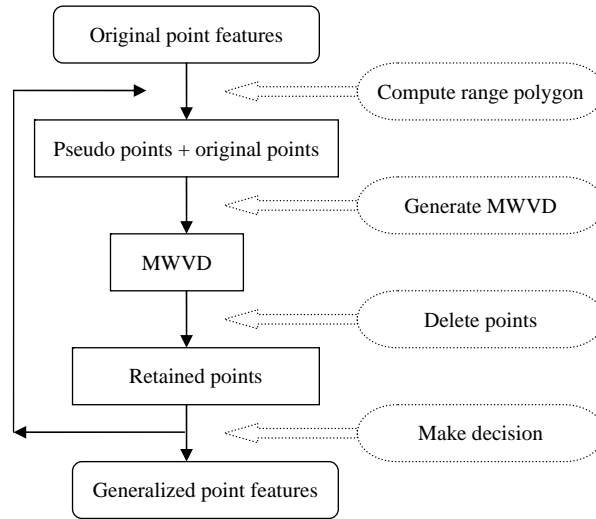 Original point features
Compute range polygon
Pseudo points + original points
Generate MWVD
MWVD
Delete points
Retained points
Make decision
Generalized point features